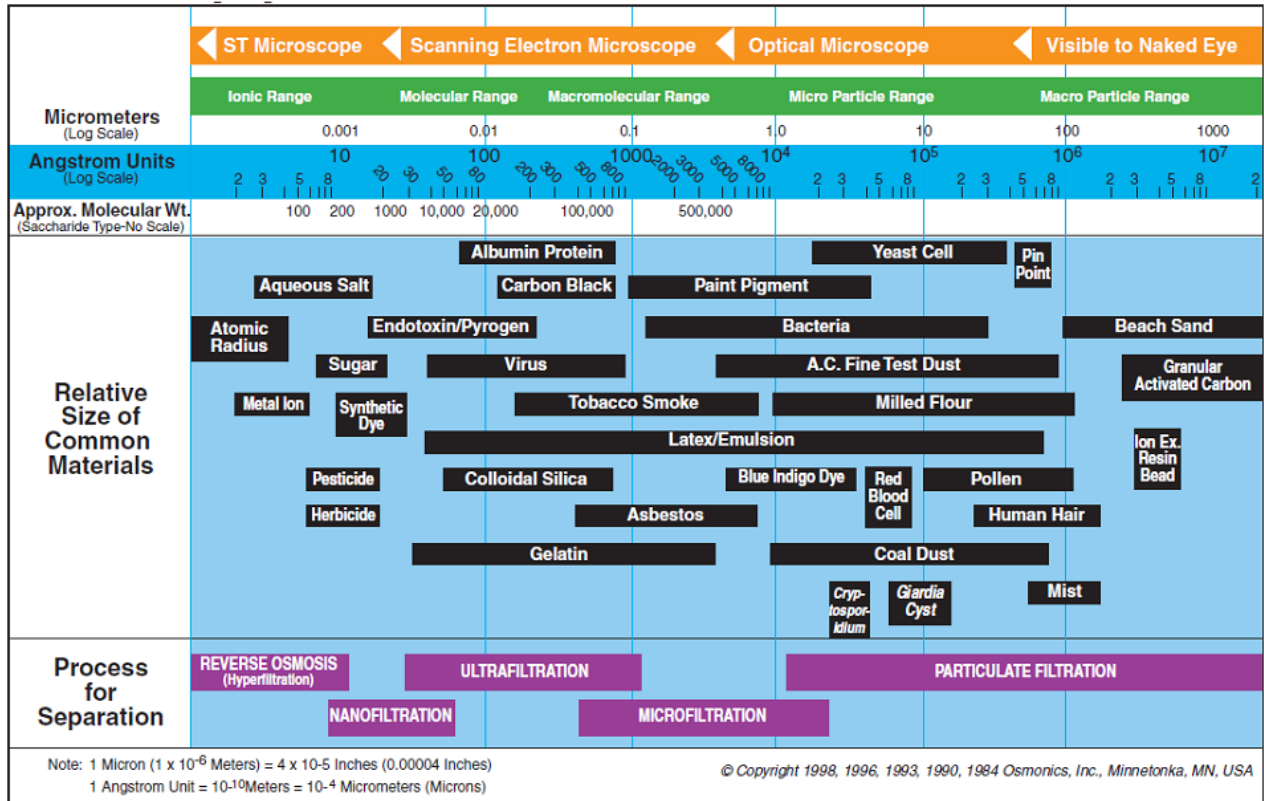 ST Microscope Scanning Electron Microscope Optical Microscope Visible to Naked Eye
Ionic Range Molecular Range Macromolecular Range Micro Particle Range Macro Particle Range
Micrometers
(Log Scale)
0.001 0.01 0.1 1.0 10 100 1000
Angstrom Units
(Log Scale)
10 100 1000 10⁴ 10⁵ 10⁶ 10⁷
2 3 5 8 20 30 50 80 200 300 500 800 2000 3000 5000 8000 2 3 5 8 2 3 5 8 2 3 5 8 2
Approx. Molecular Wt.
(Saccharide Type-No Scale)
100 200 1000 10,000 20,000 100,000 500,000
Relative
Size of
Common
Materials
Albumin Protein Yeast Cell Pin
Point
Aqueous Salt Carbon Black Paint Pigment
Atomic
Radius
Endotoxin/Pyrogen Bacteria Beach Sand
Sugar Virus A.C. Fine Test Dust Granular
Activated Carbon
Metal Ion Synthetic
Dye
Tobacco Smoke Milled Flour
Latex/Emulsion Ion Ex.
Resin
Bead
Pesticide Colloidal Silica Blue Indigo Dye Red
Blood
Cell
Pollen
Herbicide Asbestos Human Hair
Gelatin Coal Dust
Cryp-
tospor-
idium
Giardia
Cyst
Mist
Process
for
Separation
REVERSE OSMOSIS
(Hyperfiltration)
ULTRAFILTRATION PARTICULATE FILTRATION
NANOFILTRATION MICROFILTRATION
Note: 1 Micron (1 x 10⁻⁶ Meters) = 4 x 10-5 Inches (0.00004 Inches)
1 Angstrom Unit = 10⁻¹⁰Meters = 10⁻⁴ Micrometers (Microns)
© Copyright 1998, 1996, 1993, 1990, 1984 Osmonics, Inc., Minnetonka, MN, USA